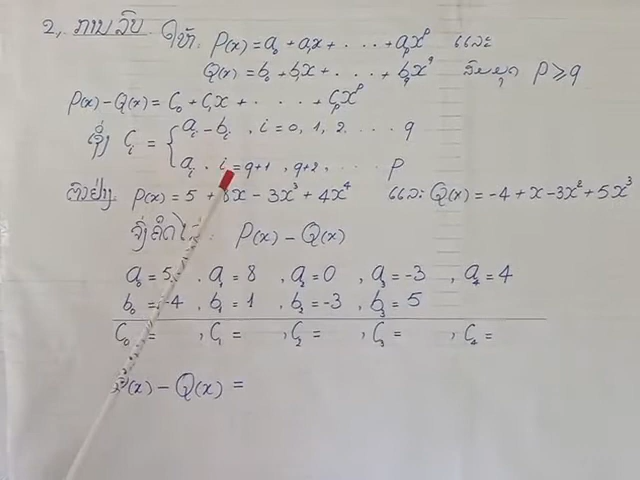 2, ການລົບ ໃຫ້ P(x) = a₀ + a₁x + . . . + aₚxᵖ ແລະ
Q(x) = b₀ + b₁x + . . . + b_q x^q ສົມມຸດ P ⩾ q
P(x) − Q(x) = C₀ + C₁x + . . . + Cₚxᵖ
ເຊິ່ງ Cᵢ = { aᵢ − bᵢ , i = 0, 1, 2 . . . q
aᵢ , i = q+1 , q+2 , . . . P
ຕົວຢ່າງ P(x) = 5 + 8x − 3x³ + 4x⁴ ແລະ Q(x) = −4 + x − 3x² + 5x³
ຈົ່ງຄິດໄລ່ P(x) − Q(x)
a₀ = 5 , a₁ = 8 , a₂ = 0 , a₃ = −3 , a₄ = 4
b₀ = −4 , b₁ = 1 , b₂ = −3 , b₃ = 5
C₀ = , C₁ = , C₂ = , C₃ = , C₄ =
P(x) − Q(x) =